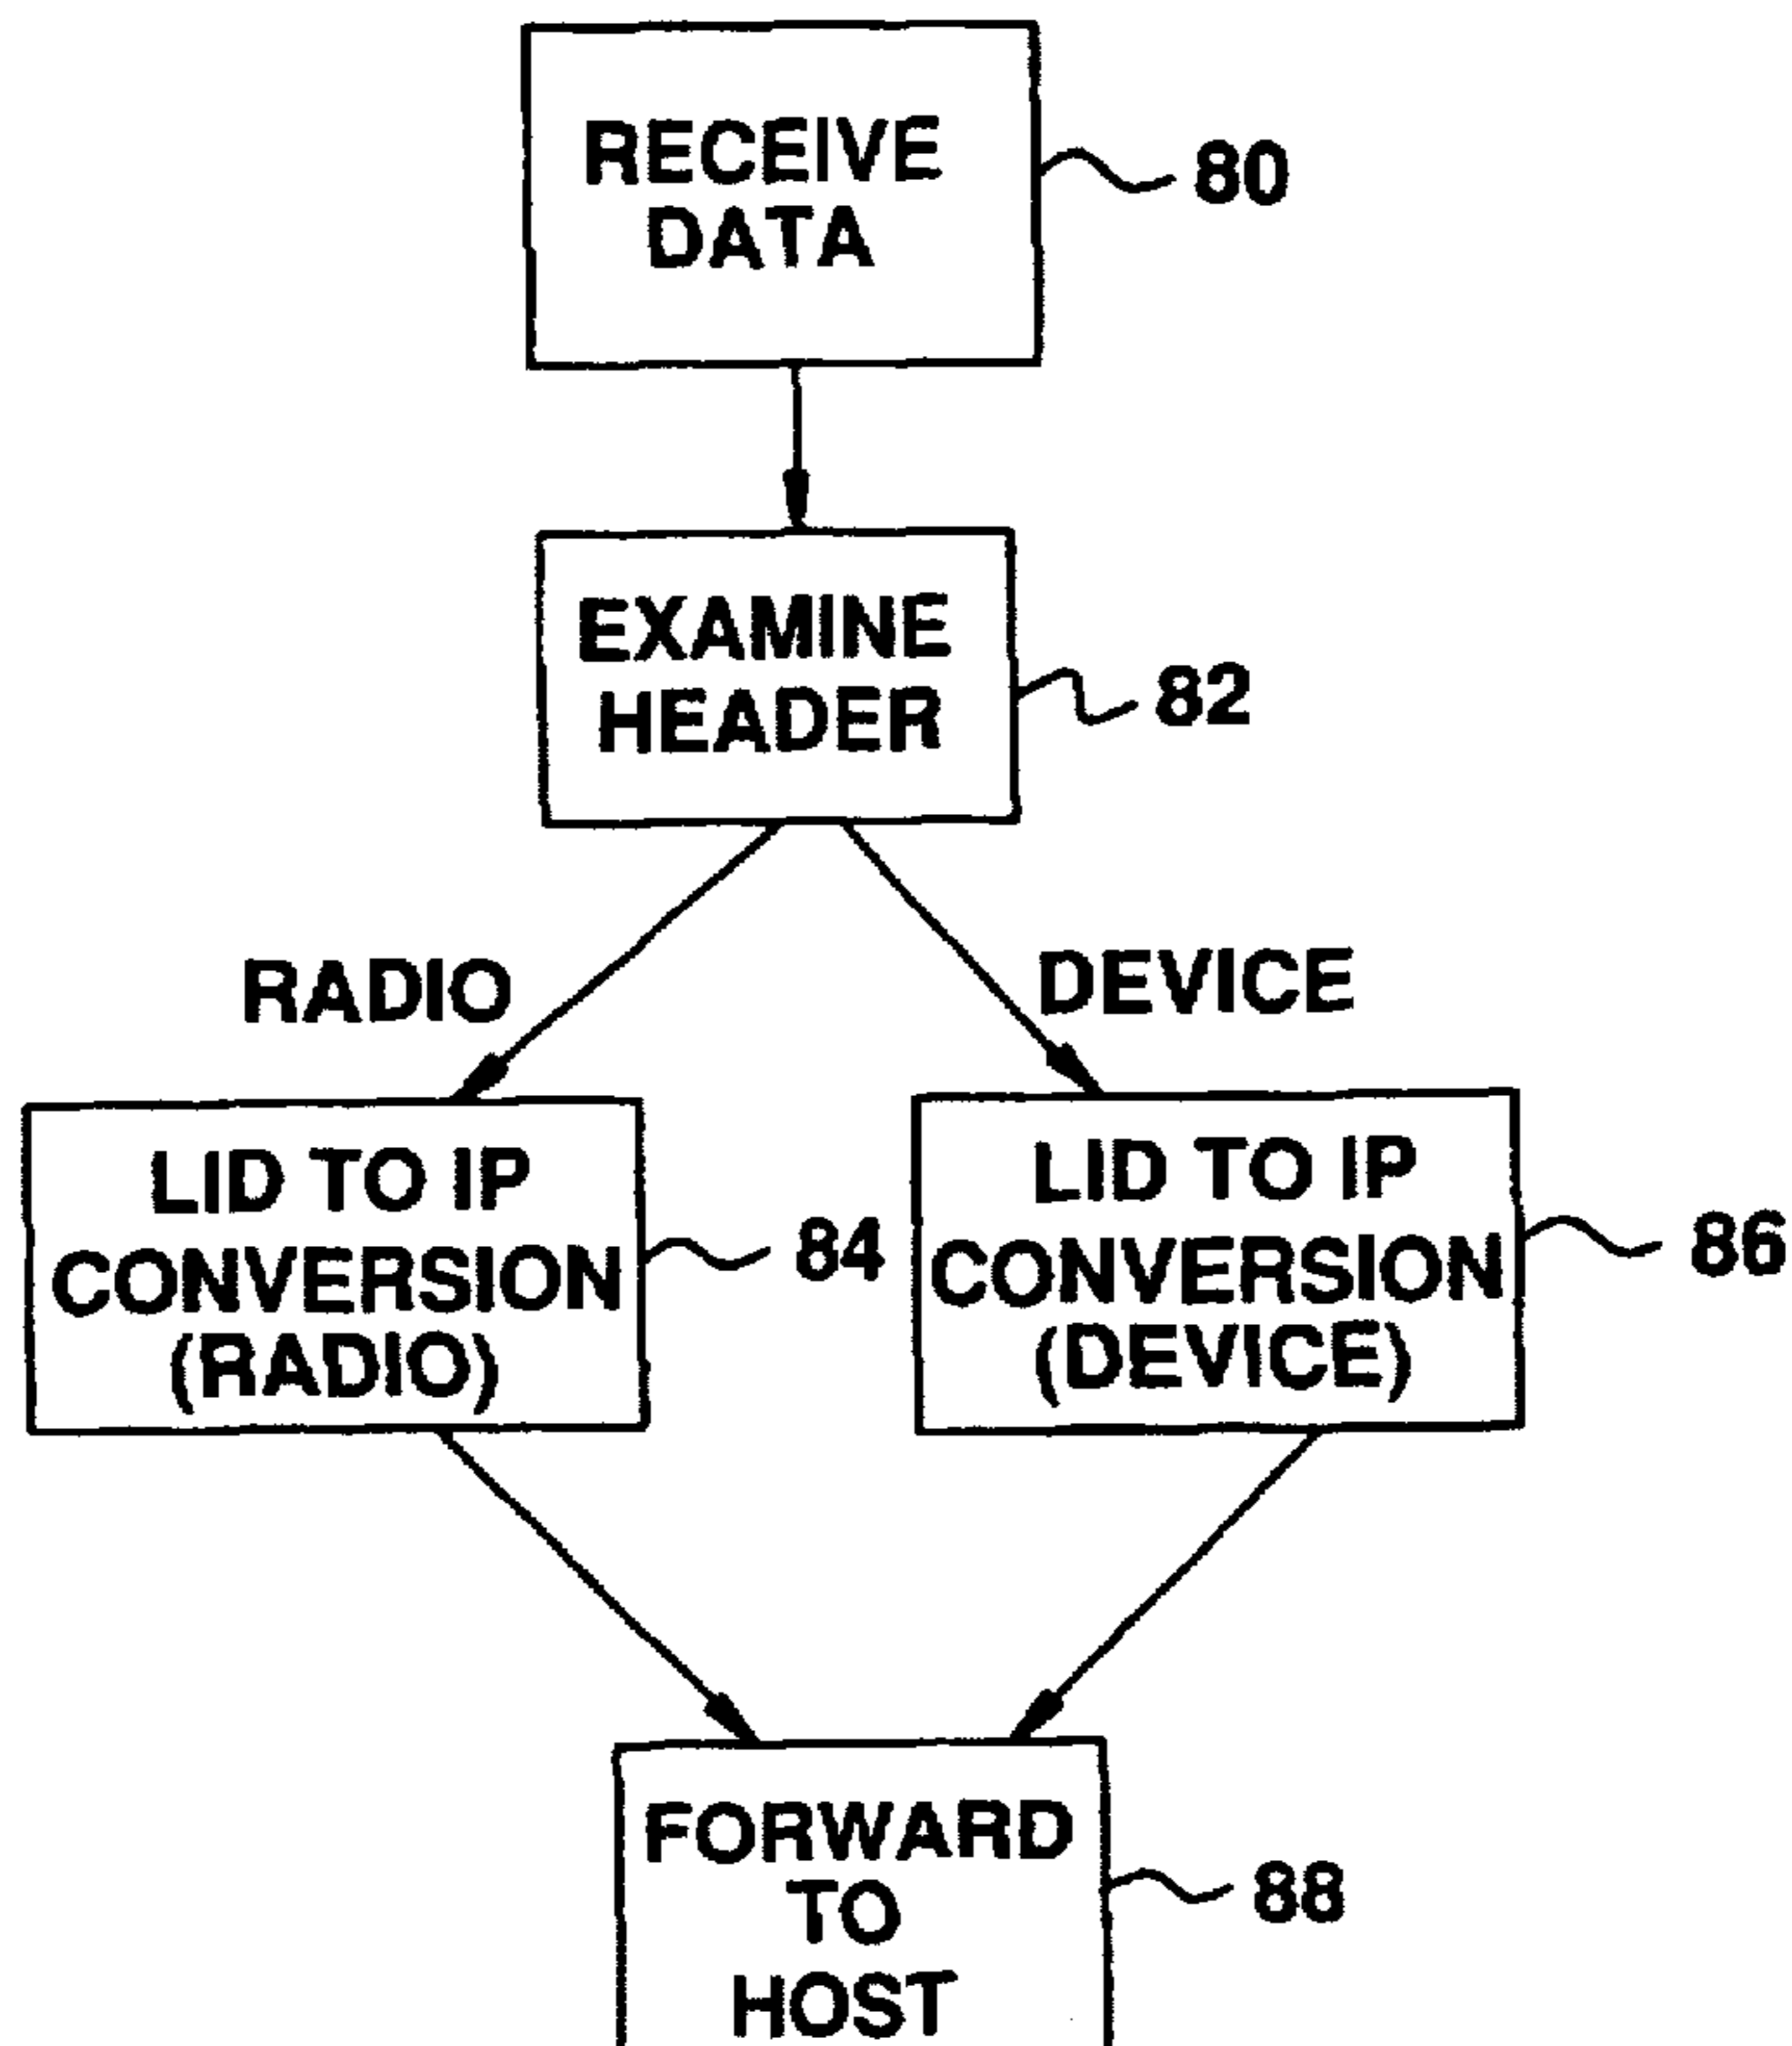 RECEIVE
DATA
80
EXAMINE
HEADER
82
RADIO
DEVICE
LID TO IP
CONVERSION
(RADIO)
84
LID TO IP
CONVERSION
(DEVICE)
86
FORWARD
TO
HOST
88